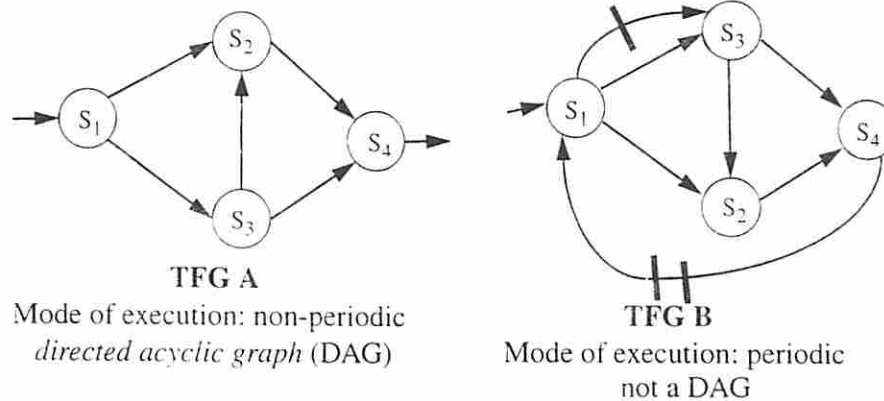 S2
S1
S4
S3
TFG A
Mode of execution: non-periodic
directed acyclic graph (DAG)
S3
S1
S4
S2
TFG B
Mode of execution: periodic
not a DAG